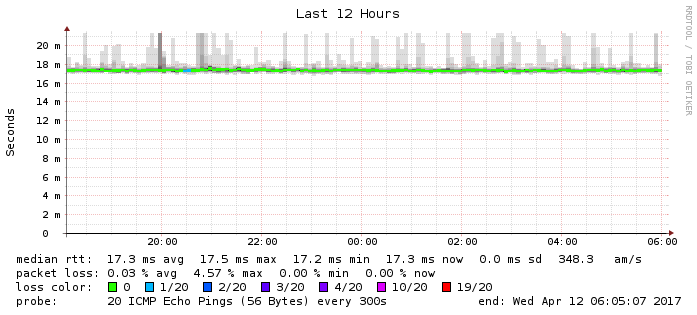 Last 12 Hours
RRDTOOL / TOBI OETIKER
Seconds
20 m
18 m
16 m
14 m
12 m
10 m
8 m
6 m
4 m
2 m
0
20:00 22:00 00:00 02:00 04:00 06:00
median rtt: 17.3 ms avg 17.5 ms max 17.2 ms min 17.3 ms now 0.0 ms sd 348.3 am/s
packet loss: 0.03 % avg 4.57 % max 0.00 % min 0.00 % now
loss color: 0 1/20 2/20 3/20 4/20 10/20 19/20
probe: 20 ICMP Echo Pings (56 Bytes) every 300s end: Wed Apr 12 06:05:07 2017